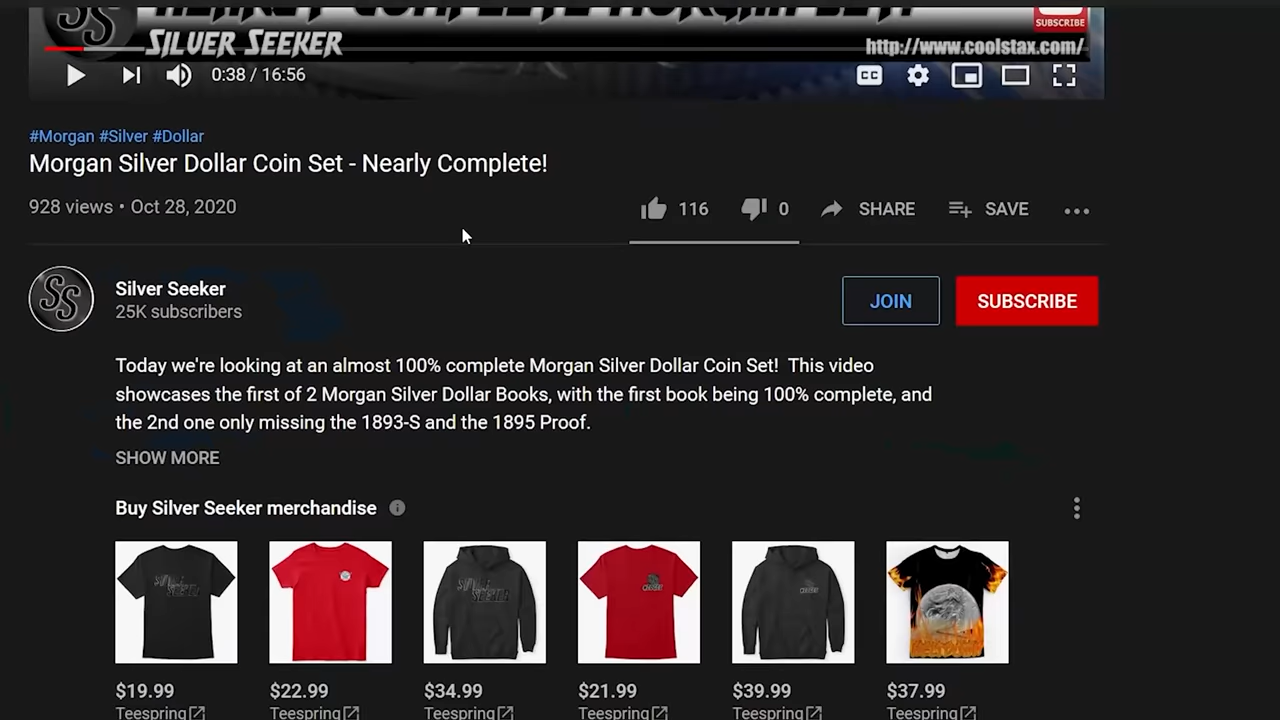 SS
SILVER SEEKER
SUBSCRIBE
http://www.coolstax.com/
0:38 / 16:56
CC
#Morgan #Silver #Dollar
Morgan Silver Dollar Coin Set - Nearly Complete!
928 views • Oct 28, 2020
116
0
SHARE
SAVE
SS
Silver Seeker
25K subscribers
JOIN
SUBSCRIBE
Today we're looking at an almost 100% complete Morgan Silver Dollar Coin Set! This video
showcases the first of 2 Morgan Silver Dollar Books, with the first book being 100% complete, and
the 2nd one only missing the 1893-S and the 1895 Proof.
SHOW MORE
Buy Silver Seeker merchandise
$19.99
$22.99
$34.99
$21.99
$39.99
$37.99
Teespring
Teespring
Teespring
Teespring
Teespring
Teespring